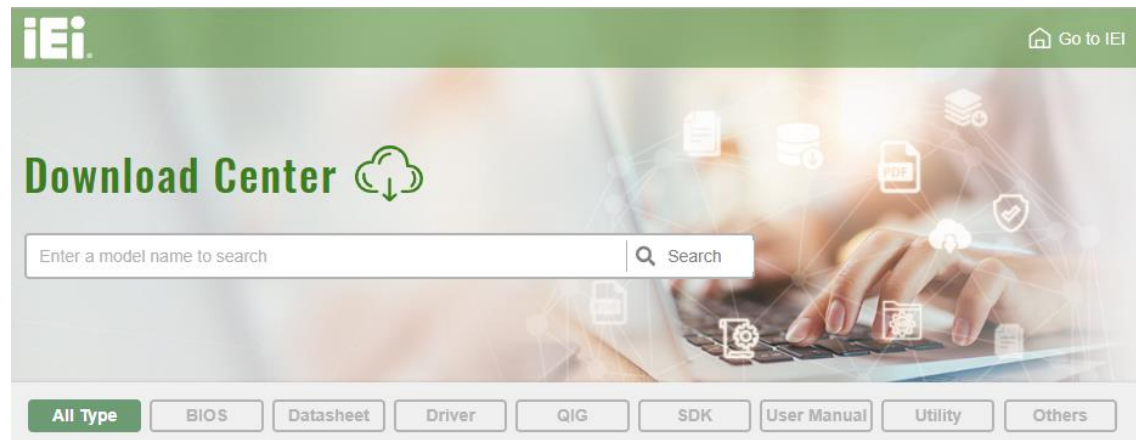 iEi.
Go to IEI
Download Center
Enter a model name to search
Search
PDF
PDF
All Type
BIOS
Datasheet
Driver
QIG
SDK
User Manual
Utility
Others